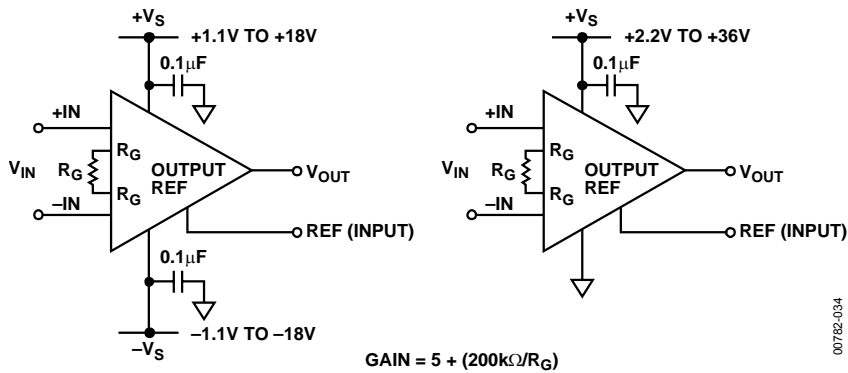 +VS
+1.1V TO +18V
0.1µF
+IN
RG
VIN
RG
OUTPUT
REF
RG
VOUT
–IN
REF (INPUT)
0.1µF
–1.1V TO –18V
–VS
+VS
+2.2V TO +36V
0.1µF
+IN
RG
VIN
RG
OUTPUT
REF
RG
VOUT
–IN
REF (INPUT)
GAIN = 5 + (200kΩ/RG)
00782-034